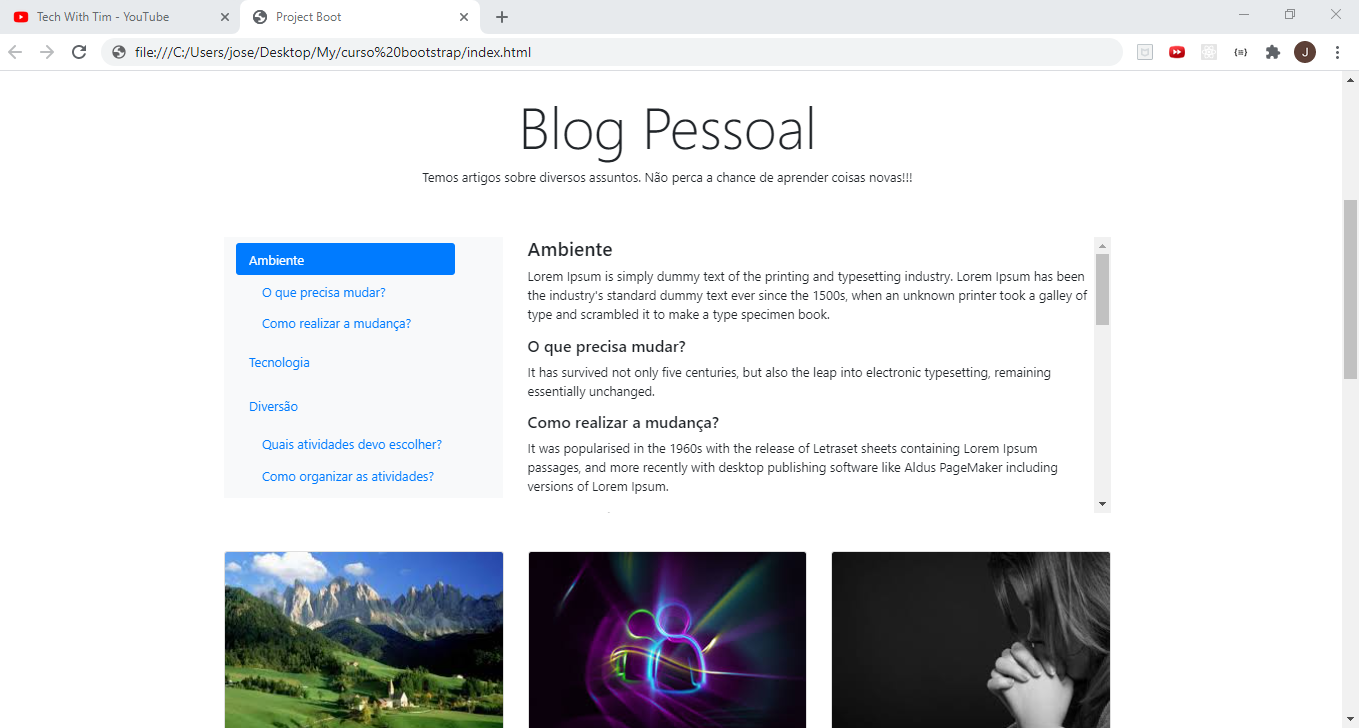 Tech With Tim - YouTube
Project Boot
file:///C:/Users/jose/Desktop/My/curso%20bootstrap/index.html
J
Blog Pessoal
Temos artigos sobre diversos assuntos. Não perca a chance de aprender coisas novas!!!
Ambiente
O que precisa mudar?
Como realizar a mudança?
Tecnologia
Diversão
Quais atividades devo escolher?
Como organizar as atividades?
Ambiente
Lorem Ipsum is simply dummy text of the printing and typesetting industry. Lorem Ipsum has been
the industry's standard dummy text ever since the 1500s, when an unknown printer took a galley of
type and scrambled it to make a type specimen book.
O que precisa mudar?
It has survived not only five centuries, but also the leap into electronic typesetting, remaining
essentially unchanged.
Como realizar a mudança?
It was popularised in the 1960s with the release of Letraset sheets containing Lorem Ipsum
passages, and more recently with desktop publishing software like Aldus PageMaker including
versions of Lorem Ipsum.